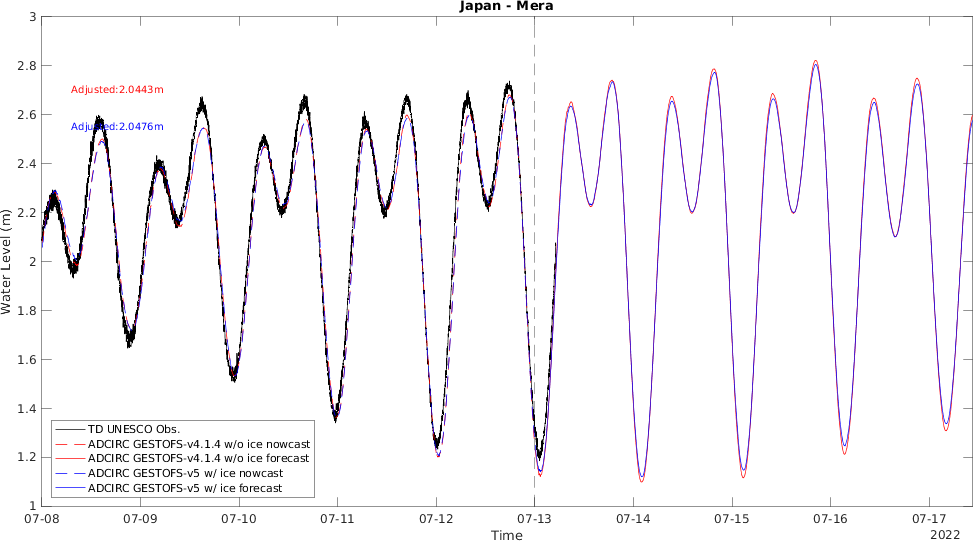 Japan - Mera
3
2.8
2.6
2.4
2.2
2
1.8
1.6
1.4
1.2
1
Water Level (m)
Adjusted:2.0443m
Adjusted:2.0476m
TD UNESCO Obs.
ADCIRC GESTOFS-v4.1.4 w/o ice nowcast
ADCIRC GESTOFS-v4.1.4 w/o ice forecast
ADCIRC GESTOFS-v5 w/ ice nowcast
ADCIRC GESTOFS-v5 w/ ice forecast
07-08 07-09 07-10 07-11 07-12 07-13 07-14 07-15 07-16 07-17
Time
2022